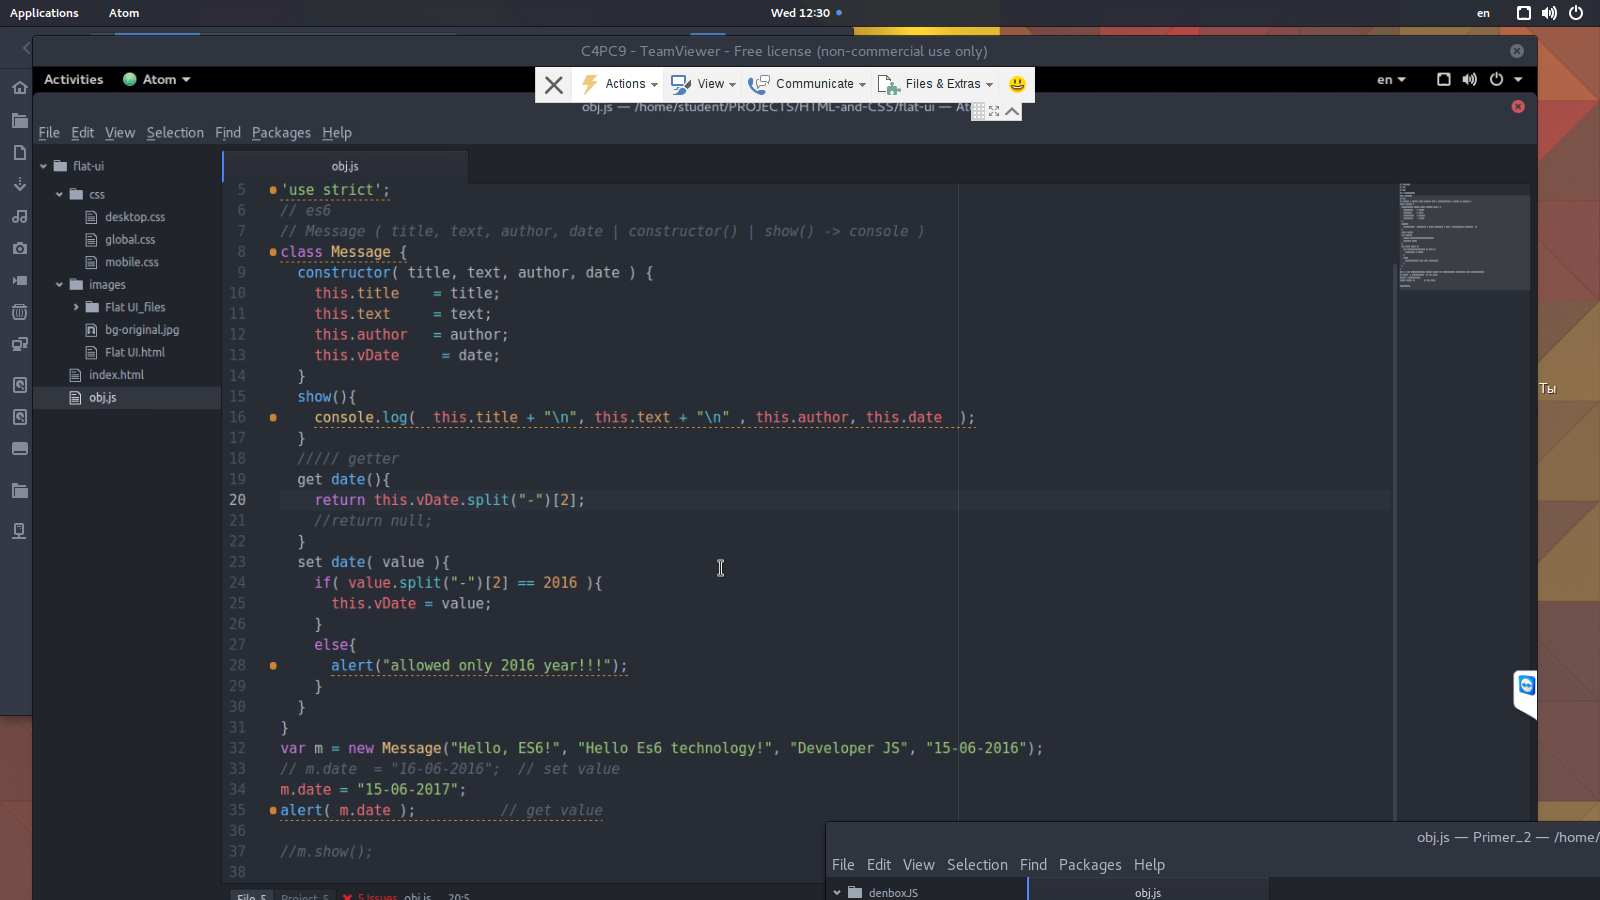 Applications Atom Wed 12:30 en
C4PC9 - TeamViewer - Free license (non-commercial use only)
Activities Atom Actions View Communicate Files & Extras en
obj.js — /home/student/PROJECTS/HTML-and-CSS/flat-ui — At
File Edit View Selection Find Packages Help
flat-ui
css
desktop.css
global.css
mobile.css
images
Flat UI_files
bg-original.jpg
Flat UI.html
index.html
obj.js
obj.js
5 'use strict';
6 // es6
7 // Message ( title, text, author, date | constructor() | show() -> console )
8 class Message {
9 constructor( title, text, author, date ) {
10 this.title = title;
11 this.text = text;
12 this.author = author;
13 this.vDate = date;
14 }
15 show(){
16 console.log( this.title + "\n", this.text + "\n" , this.author, this.date );
17 }
18 ///// getter
19 get date(){
20 return this.vDate.split("-")[2];
21 //return null;
22 }
23 set date( value ){
24 if( value.split("-")[2] == 2016 ){
25 this.vDate = value;
26 }
27 else{
28 alert("allowed only 2016 year!!!");
29 }
30 }
31 }
32 var m = new Message("Hello, ES6!", "Hello Es6 technology!", "Developer JS", "15-06-2016");
33 // m.date = "16-06-2016"; // set value
34 m.date = "15-06-2017";
35 alert( m.date ); // get value
36
37 //m.show();
38
File 5 Project 5 5 Issues obj.js 20:5
Ты
obj.js — Primer_2 — /home/
File Edit View Selection Find Packages Help
denboxJS
obj.js